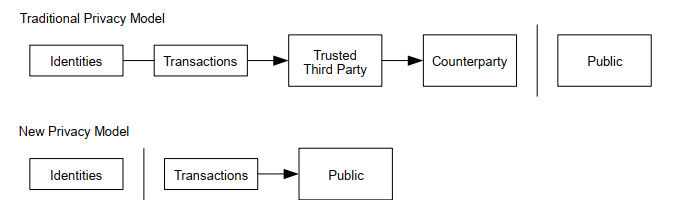 Traditional Privacy Model
Identities
Transactions
Trusted
Third Party
Counterparty
Public
New Privacy Model
Identities
Transactions
Public